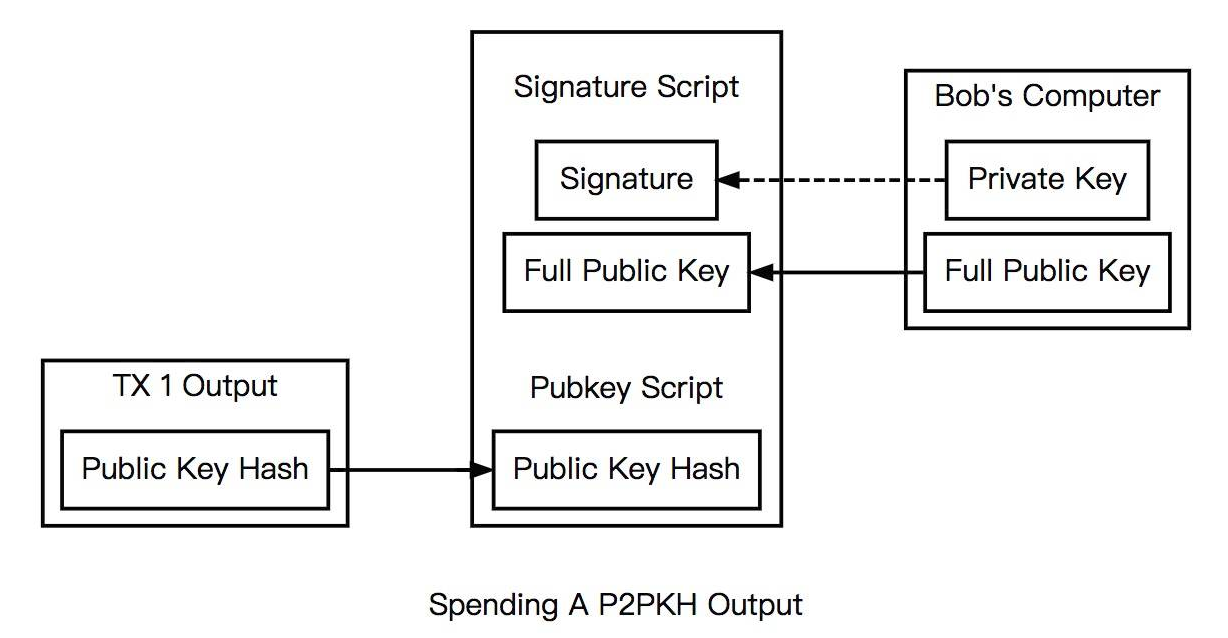 Signature Script
Bob's Computer
Signature
Private Key
Full Public Key
Full Public Key
TX 1 Output
Pubkey Script
Public Key Hash
Public Key Hash
Spending A P2PKH Output